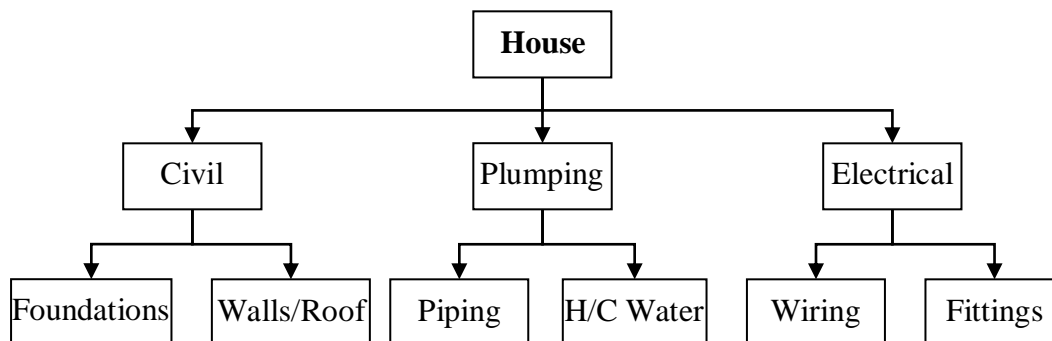 House
Civil
Plumping
Electrical
Foundations
Walls/Roof
Piping
H/C Water
Wiring
Fittings